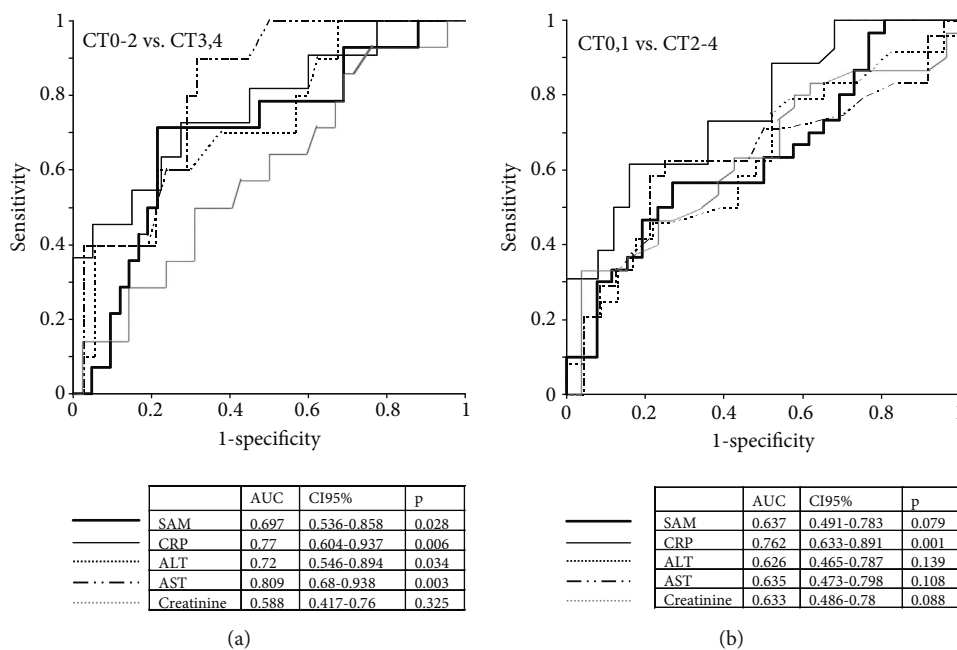 CT0-2 vs. CT3,4
1
0.8
0.6
0.4
0.2
0
Sensitivity
0 0.2 0.4 0.6 0.8 1
1-specificity
AUC CI95% p
SAM 0.697 0.536-0.858 0.028
CRP 0.77 0.604-0.937 0.006
ALT 0.72 0.546-0.894 0.034
AST 0.809 0.68-0.938 0.003
Creatinine 0.588 0.417-0.76 0.325
(a)
CT0,1 vs. CT2-4
1
0.8
0.6
0.4
0.2
0
Sensitivity
0 0.2 0.4 0.6 0.8 1
1-specificity
AUC CI95% p
SAM 0.637 0.491-0.783 0.079
CRP 0.762 0.633-0.891 0.001
ALT 0.626 0.465-0.787 0.139
AST 0.635 0.473-0.798 0.108
Creatinine 0.633 0.486-0.78 0.088
(b)